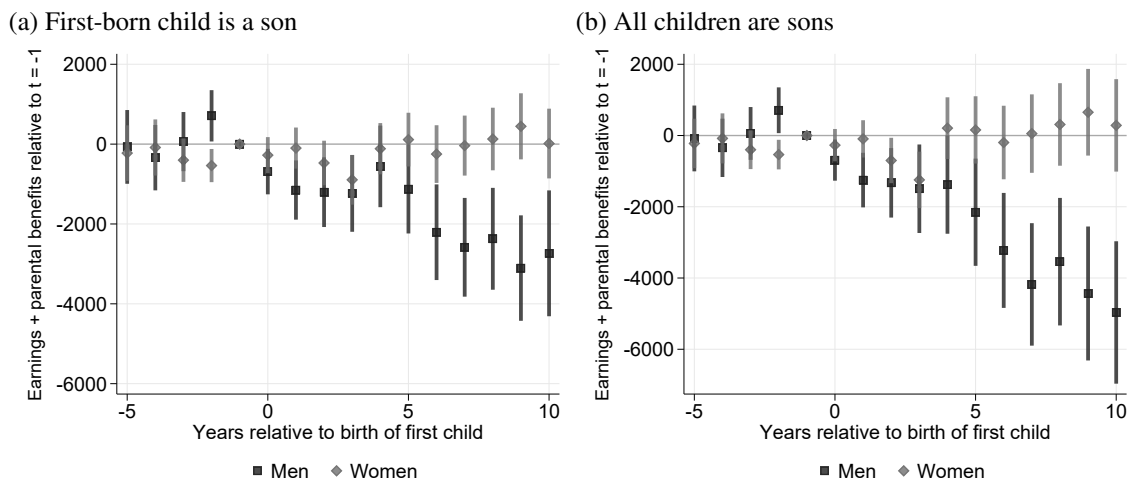 (a) First-born child is a son
Earnings + parental benefits relative to t = -1
2000
0
-2000
-4000
-6000
-5
0
5
10
Years relative to birth of first child
Men
Women
(b) All children are sons
Earnings + parental benefits relative to t = -1
2000
0
-2000
-4000
-6000
-5
0
5
10
Years relative to birth of first child
Men
Women